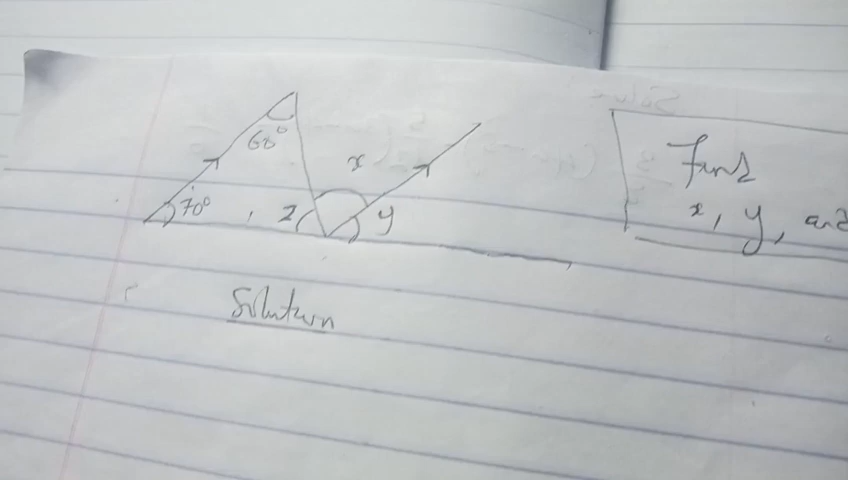 60°
x
70°
z
y
Find
x, y, and
Solution